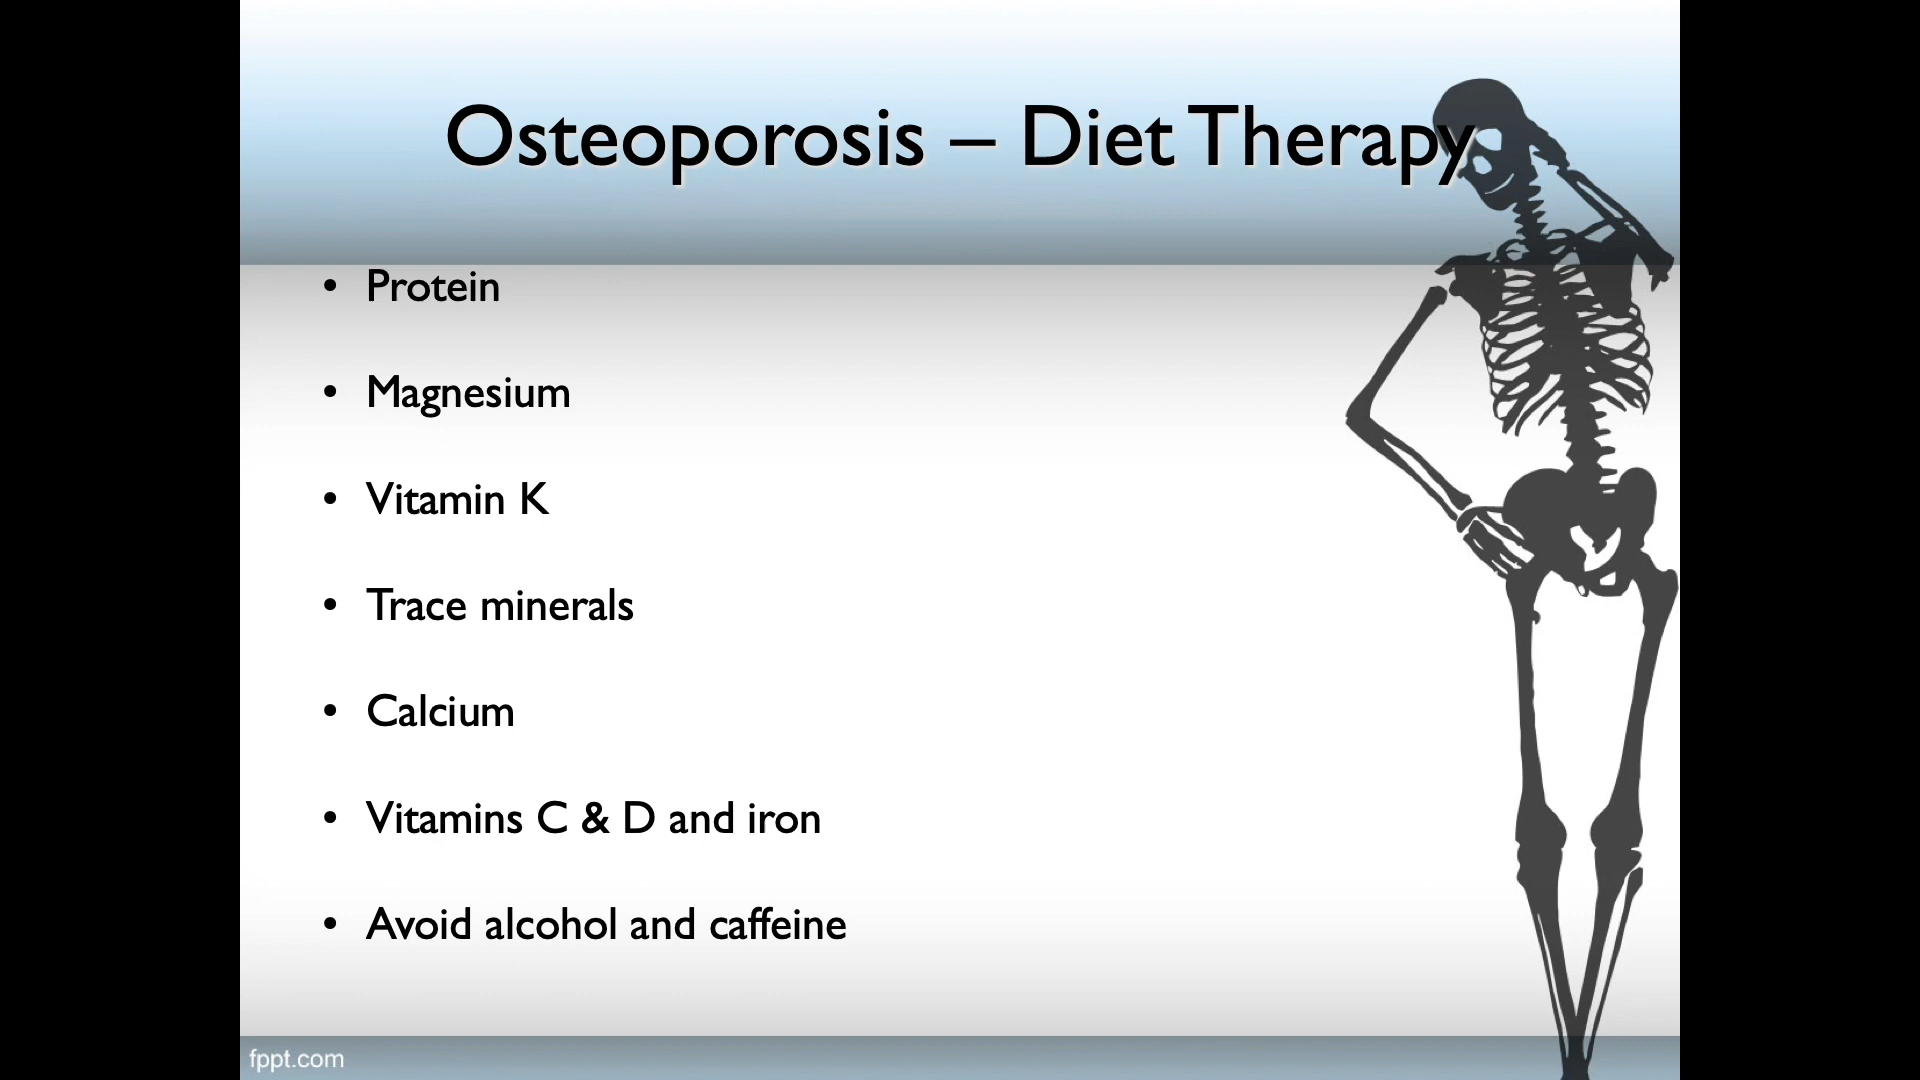 Osteoporosis – Diet Therapy
• Protein
• Magnesium
• Vitamin K
• Trace minerals
• Calcium
• Vitamins C & D and iron
• Avoid alcohol and caffeine
fppt.com